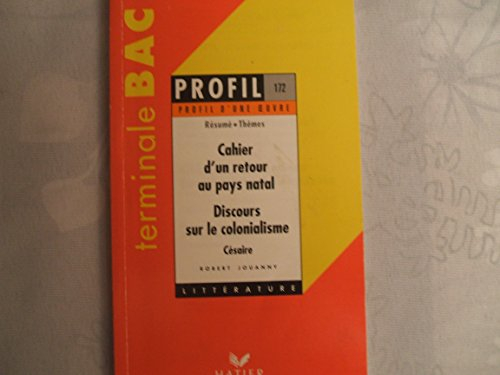 terminale BAC
PROFIL 172
PROFIL D'UNE ŒUVRE
Résumé • Thèmes
Cahier
d'un retour
au pays natal
Discours
sur le colonialisme
Césaire
ROBERT JOUANNY
LITTÉRATURE
HATIER